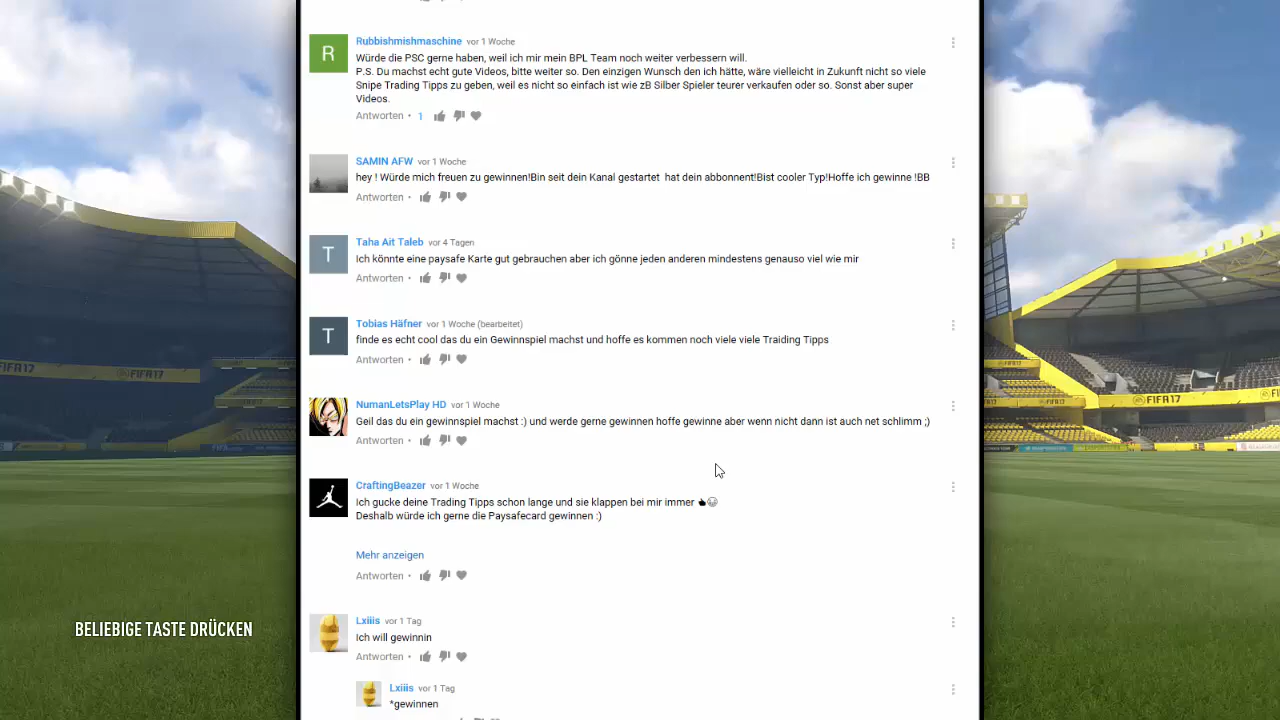 Rubbishmishmaschine vor 1 Woche
Würde die PSC gerne haben, weil ich mir mein BPL Team noch weiter verbessern will.
P.S. Du machst echt gute Videos, bitte weiter so. Den einzigen Wunsch den ich hätte, wäre vielleicht in Zukunft nicht so viele
Snipe Trading Tipps zu geben, weil es nicht so einfach ist wie zB Silber Spieler teurer verkaufen oder so. Sonst aber super
Videos.
Antworten • 1
R
SAMIN AFW vor 1 Woche
hey ! Würde mich freuen zu gewinnen!Bin seit dein Kanal gestartet hat dein abbonnent!Bist cooler Typ!Hoffe ich gewinne !BB
Antworten •
T
Taha Ait Taleb vor 4 Tagen
Ich könnte eine paysafe Karte gut gebrauchen aber ich gönne jeden anderen mindestens genauso viel wie mir
Antworten •
T
Tobias Häfner vor 1 Woche (bearbeitet)
finde es echt cool das du ein Gewinnspiel machst und hoffe es kommen noch viele viele Traiding Tipps
Antworten •
NumanLetsPlay HD vor 1 Woche
Geil das du ein gewinnspiel machst :) und werde gerne gewinnen hoffe gewinne aber wenn nicht dann ist auch net schlimm ;)
Antworten •
CraftingBeazer vor 1 Woche
Ich gucke deine Trading Tipps schon lange und sie klappen bei mir immer
Deshalb würde ich gerne die Paysafecard gewinnen :)
Mehr anzeigen
Antworten •
Lxiiis vor 1 Tag
Ich will gewinnin
Antworten •
Lxiiis vor 1 Tag
*gewinnen
BELIEBIGE TASTE DRÜCKEN
FIFA17
FIFA17
FIFA17